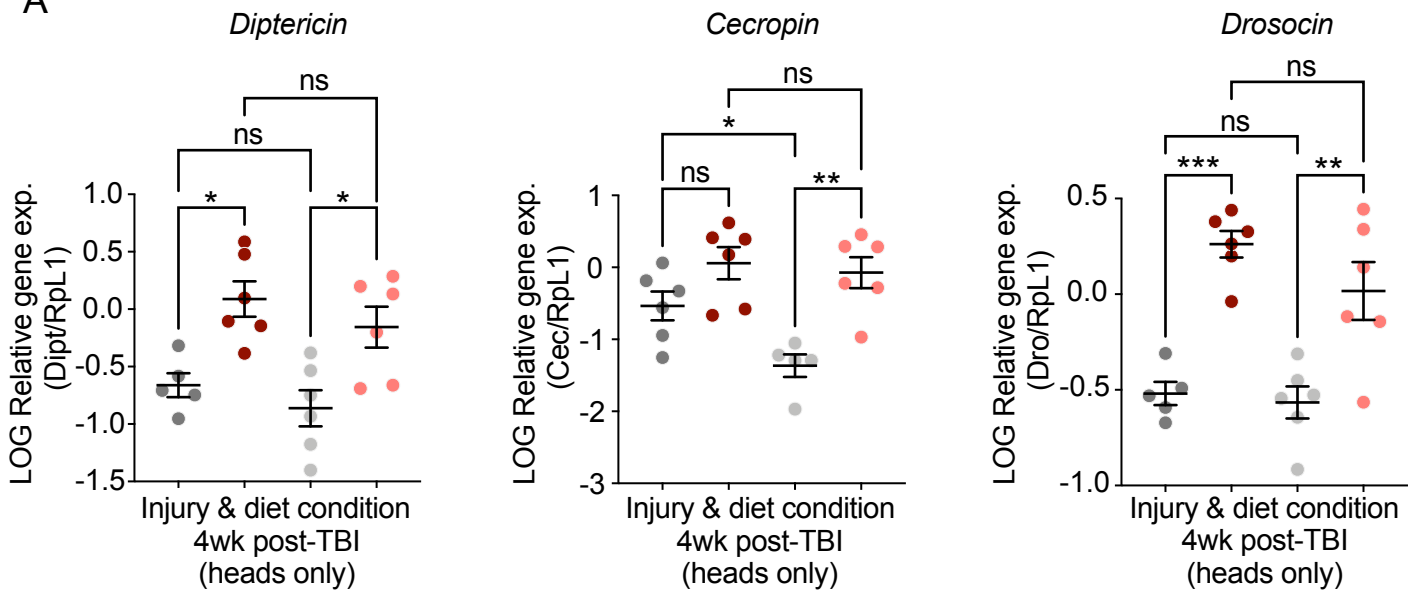 A
Diptericin
ns
ns
*
*
LOG Relative gene exp.
(Dipt/RpL1)
1.0
0.5
0.0
-0.5
-1.0
-1.5
Injury & diet condition
4wk post-TBI
(heads only)
Cecropin
ns
*
ns
**
LOG Relative gene exp.
(Cec/RpL1)
1
0
-1
-2
-3
Injury & diet condition
4wk post-TBI
(heads only)
Drosocin
ns
ns
***
**
LOG Relative gene exp.
(Dro/RpL1)
0.5
0.0
-0.5
-1.0
Injury & diet condition
4wk post-TBI
(heads only)